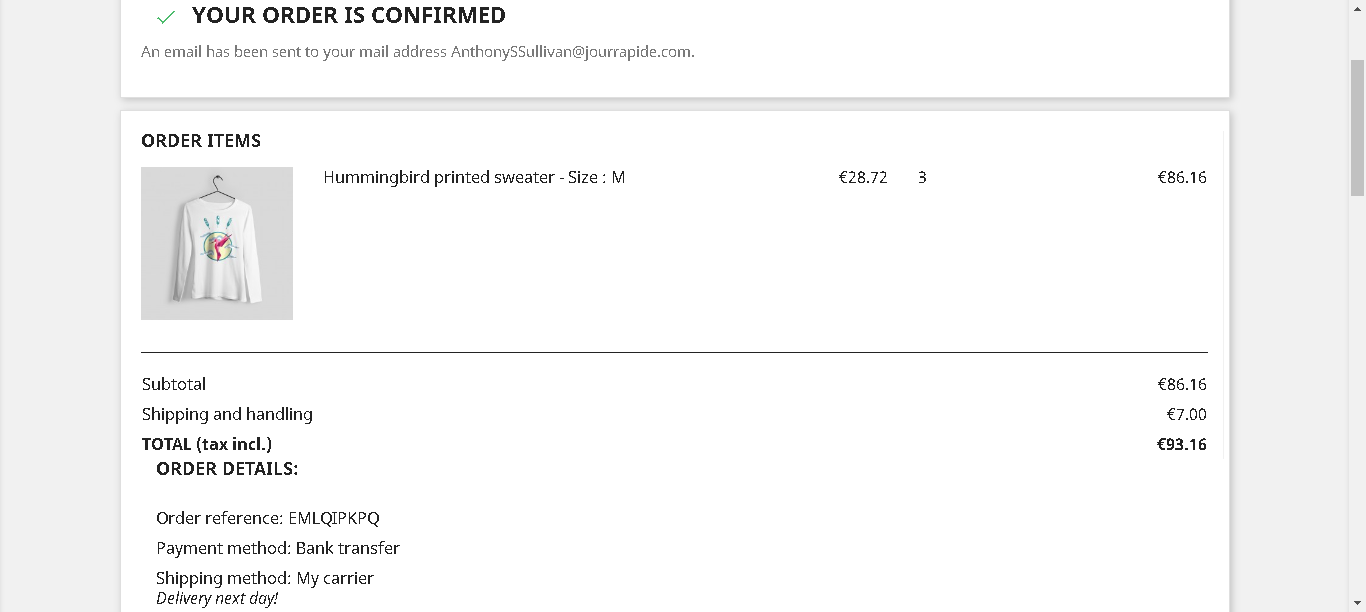 YOUR ORDER IS CONFIRMED
An email has been sent to your mail address AnthonySSullivan@jourrapide.com.
ORDER ITEMS
Hummingbird printed sweater - Size : M €28.72 3 €86.16
Subtotal €86.16
Shipping and handling €7.00
TOTAL (tax incl.) €93.16
ORDER DETAILS:
Order reference: EMLQIPKPQ
Payment method: Bank transfer
Shipping method: My carrier
Delivery next day!